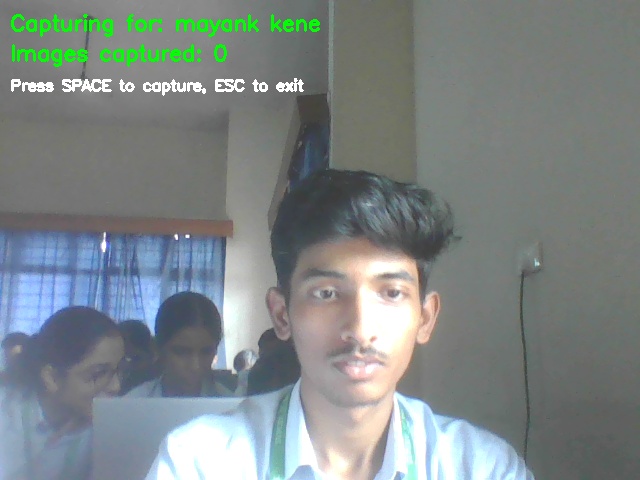 Capturing for: mayank kene
Images captured: 0
Press SPACE to capture, ESC to exit